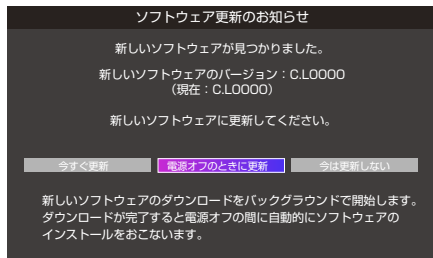 ソフトウェア更新のお知らせ
新しいソフトウェアが見つかりました。
新しいソフトウェアのバージョン：C.L0000
（現在：C.L0000）
新しいソフトウェアに更新してください。
今すぐ更新 電源オフのときに更新 今は更新しない
新しいソフトウェアのダウンロードをバックグラウンドで開始します。
ダウンロードが完了すると電源オフの間に自動的にソフトウェアの
インストールをおこないます。